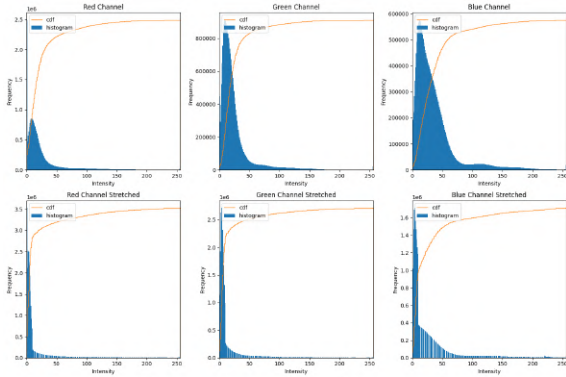 Red Channel
Green Channel
Blue Channel
1e6
cdf
histogram
cdf
histogram
cdf
histogram
Frequency
Frequency
Frequency
2.5
2.0
1.5
1.0
0.5
0.0
800000
600000
400000
200000
0
600000
500000
400000
300000
200000
100000
0
0 50 100 150 200 250
0 50 100 150 200 250
0 50 100 150 200 250
Intensity
Intensity
Intensity
Red Channel Stretched
Green Channel Stretched
Blue Channel Stretched
1e6
1e6
1e6
cdf
histogram
cdf
histogram
cdf
histogram
Frequency
Frequency
Frequency
3.5
3.0
2.5
2.0
1.5
1.0
0.5
0.0
2.5
2.0
1.5
1.0
0.5
0.0
1.6
1.4
1.2
1.0
0.8
0.6
0.4
0.2
0.0
0 50 100 150 200 250
0 50 100 150 200 250
0 50 100 150 200 250
Intensity
Intensity
Intensity